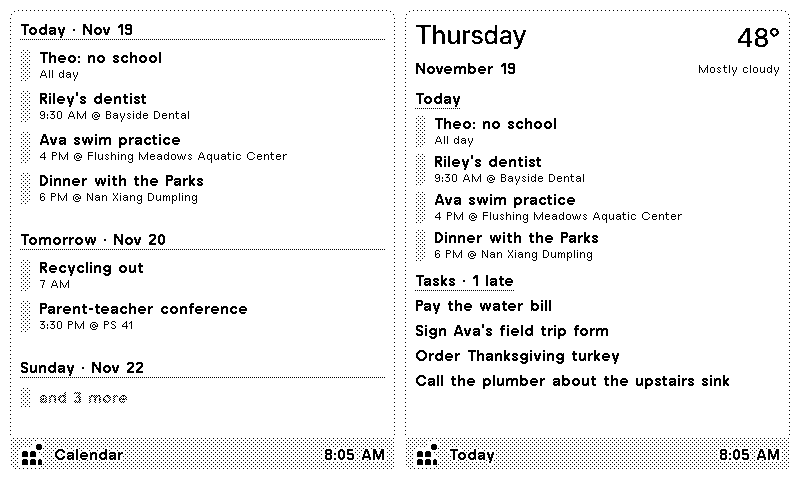 Today · Nov 19
Theo: no school
All day
Riley's dentist
9:30 AM @ Bayside Dental
Ava swim practice
4 PM @ Flushing Meadows Aquatic Center
Dinner with the Parks
6 PM @ Nan Xiang Dumpling
Tomorrow · Nov 20
Recycling out
7 AM
Parent-teacher conference
3:30 PM @ PS 41
Sunday · Nov 22
and 3 more
Calendar
8:05 AM
Thursday
48°
November 19
Mostly cloudy
Today
Theo: no school
All day
Riley's dentist
9:30 AM @ Bayside Dental
Ava swim practice
4 PM @ Flushing Meadows Aquatic Center
Dinner with the Parks
6 PM @ Nan Xiang Dumpling
Tasks · 1 late
Pay the water bill
Sign Ava's field trip form
Order Thanksgiving turkey
Call the plumber about the upstairs sink
Today
8:05 AM